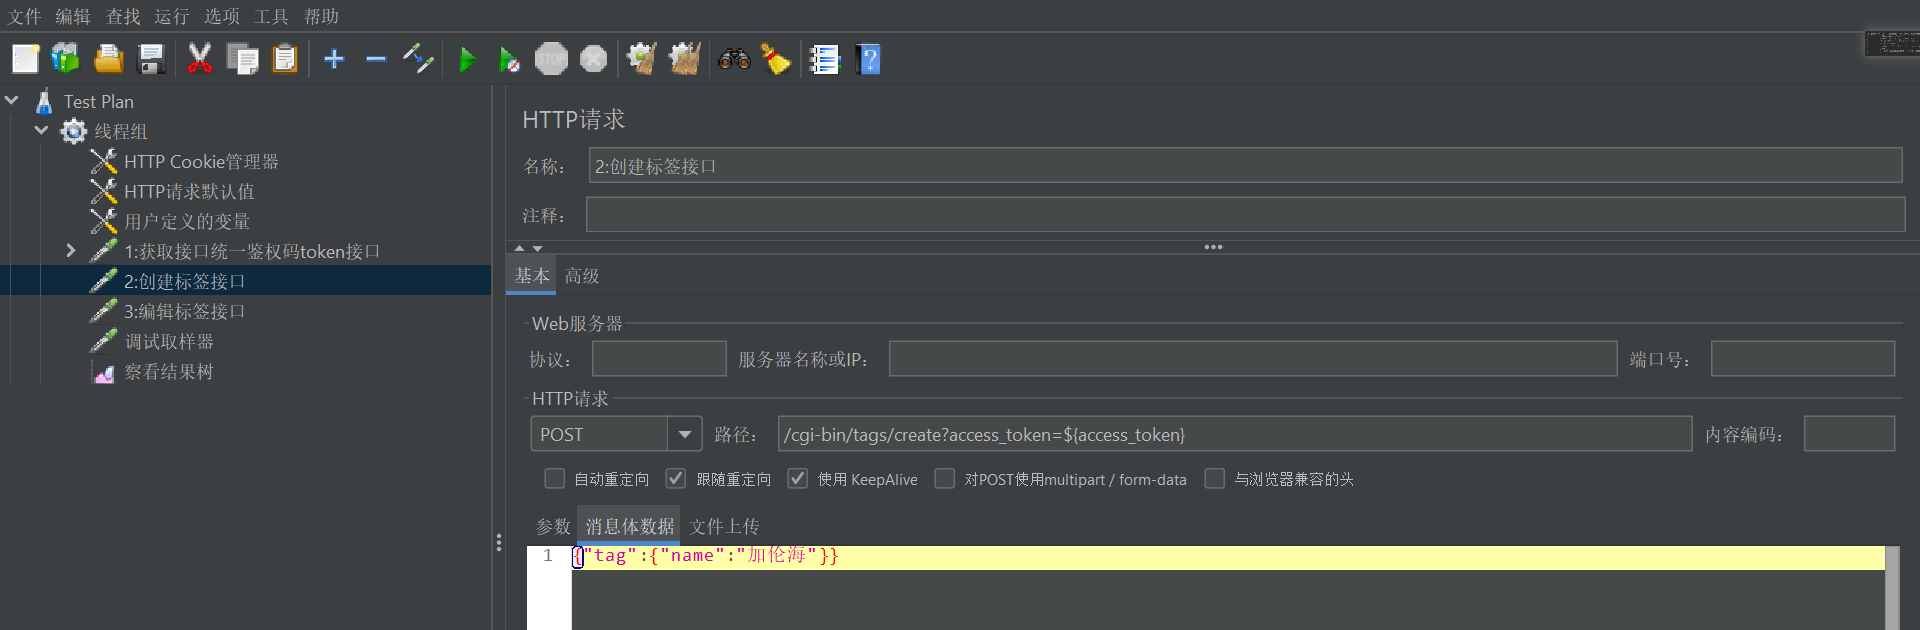 文件 编辑 查找 运行 选项 工具 帮助
STOP
Test Plan
线程组
HTTP Cookie管理器
HTTP请求默认值
用户定义的变量
1:获取接口统一鉴权码token接口
2:创建标签接口
3:编辑标签接口
调试取样器
察看结果树
HTTP请求
名称： 2:创建标签接口
注释：
基本 高级
Web服务器
协议： 服务器名称或IP： 端口号：
HTTP请求
POST 路径： /cgi-bin/tags/create?access_token=${access_token} 内容编码：
自动重定向 跟随重定向 使用 KeepAlive 对POST使用multipart / form-data 与浏览器兼容的头
参数 消息体数据 文件上传
1 {"tag":{"name":"加伦海"}}